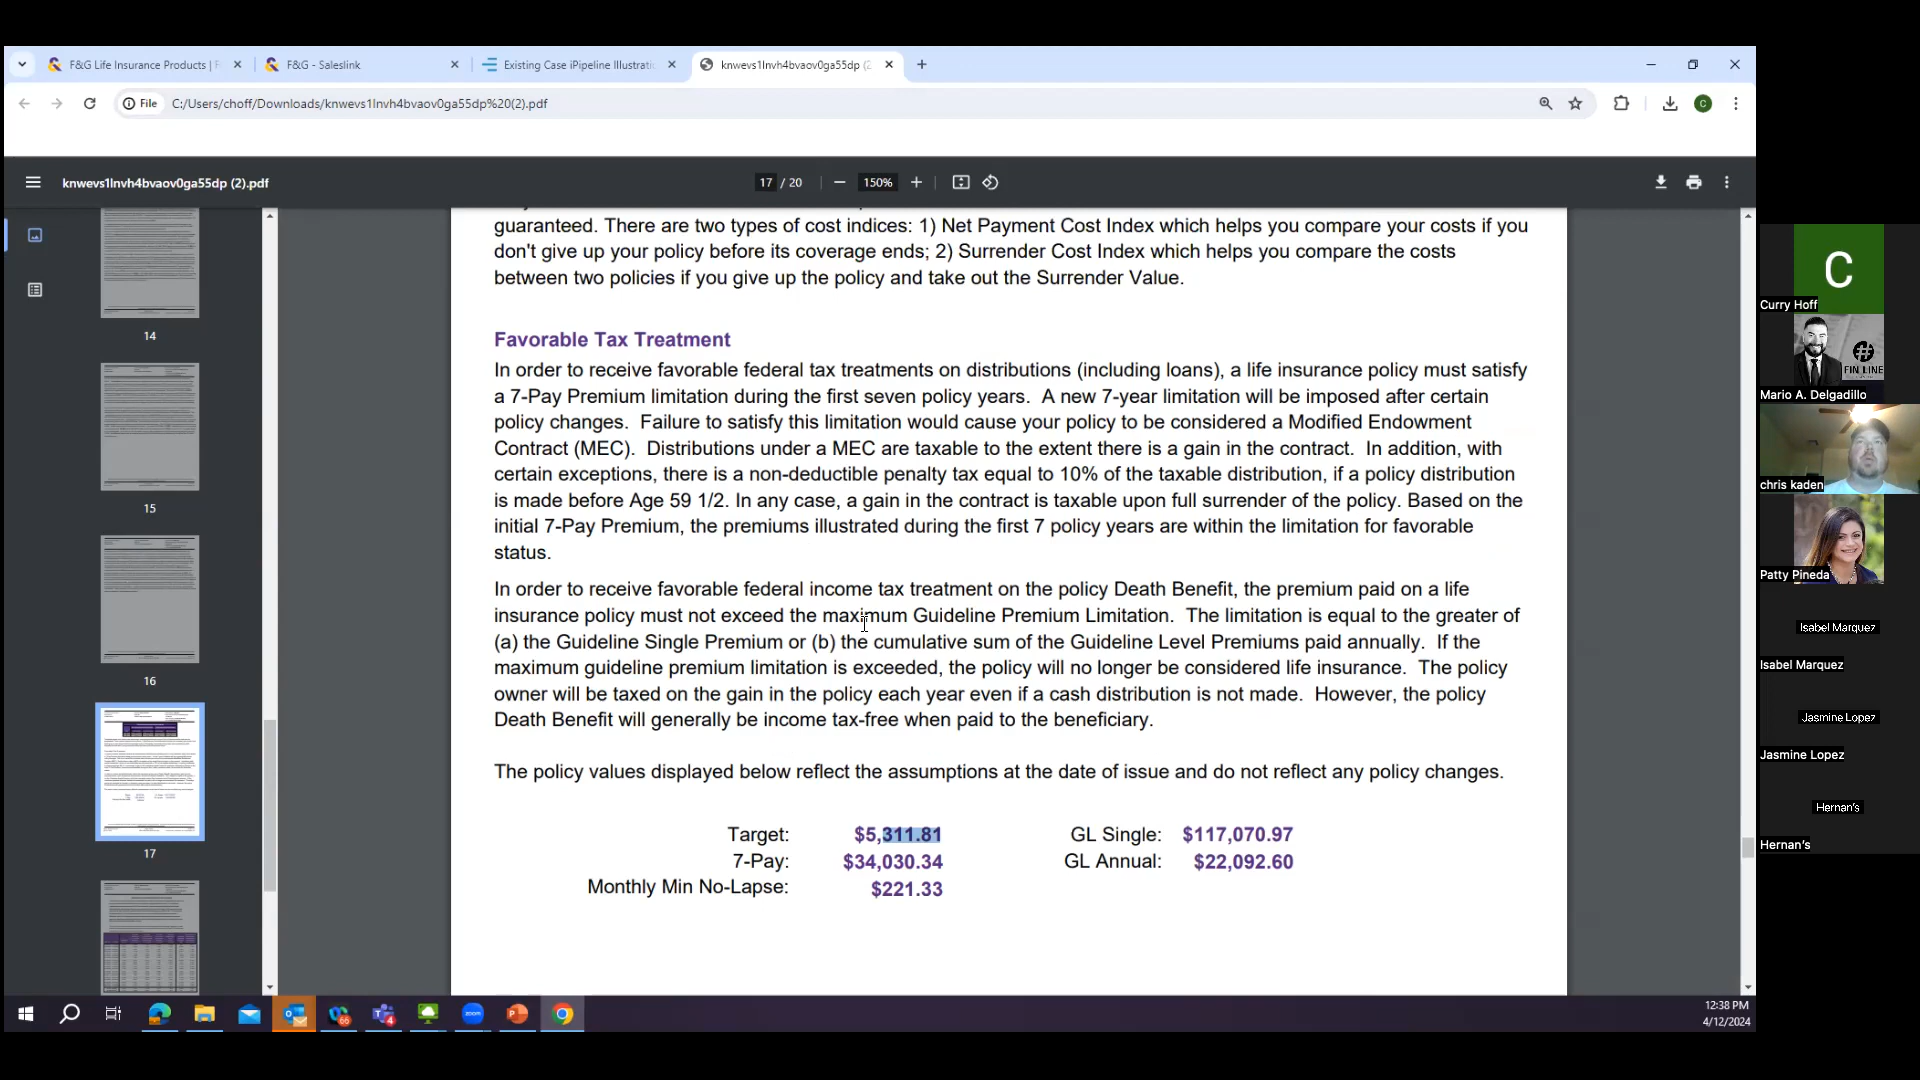 F&G Life Insurance Products | F
F&G - Saleslink
Existing Case iPipeline Illustrati
knwevs1lnvh4bvaov0ga55dp (2
File
C:/Users/choff/Downloads/knwevs1lnvh4bvaov0ga55dp%20(2).pdf
C
knwevs1lnvh4bvaov0ga55dp (2).pdf
17 / 20
150%
14
15
16
17
guaranteed. There are two types of cost indices: 1) Net Payment Cost Index which helps you compare your costs if you
don't give up your policy before its coverage ends; 2) Surrender Cost Index which helps you compare the costs
between two policies if you give up the policy and take out the Surrender Value.
Favorable Tax Treatment
In order to receive favorable federal tax treatments on distributions (including loans), a life insurance policy must satisfy
a 7-Pay Premium limitation during the first seven policy years. A new 7-year limitation will be imposed after certain
policy changes. Failure to satisfy this limitation would cause your policy to be considered a Modified Endowment
Contract (MEC). Distributions under a MEC are taxable to the extent there is a gain in the contract. In addition, with
certain exceptions, there is a non-deductible penalty tax equal to 10% of the taxable distribution, if a policy distribution
is made before Age 59 1/2. In any case, a gain in the contract is taxable upon full surrender of the policy. Based on the
initial 7-Pay Premium, the premiums illustrated during the first 7 policy years are within the limitation for favorable
status.
In order to receive favorable federal income tax treatment on the policy Death Benefit, the premium paid on a life
insurance policy must not exceed the maximum Guideline Premium Limitation. The limitation is equal to the greater of
(a) the Guideline Single Premium or (b) the cumulative sum of the Guideline Level Premiums paid annually. If the
maximum guideline premium limitation is exceeded, the policy will no longer be considered life insurance. The policy
owner will be taxed on the gain in the policy each year even if a cash distribution is not made. However, the policy
Death Benefit will generally be income tax-free when paid to the beneficiary.
The policy values displayed below reflect the assumptions at the date of issue and do not reflect any policy changes.
Target: $5,311.81 GL Single: $117,070.97
7-Pay: $34,030.34 GL Annual: $22,092.60
Monthly Min No-Lapse: $221.33
C
Curry Hoff
#
FIN LINE
Mario A. Delgadillo
chris kaden
Patty Pineda
Isabel Marquez
Isabel Marquez
Jasmine Lopez
Jasmine Lopez
Hernan's
Hernan's
66
4
zoom
12:38 PM
4/12/2024